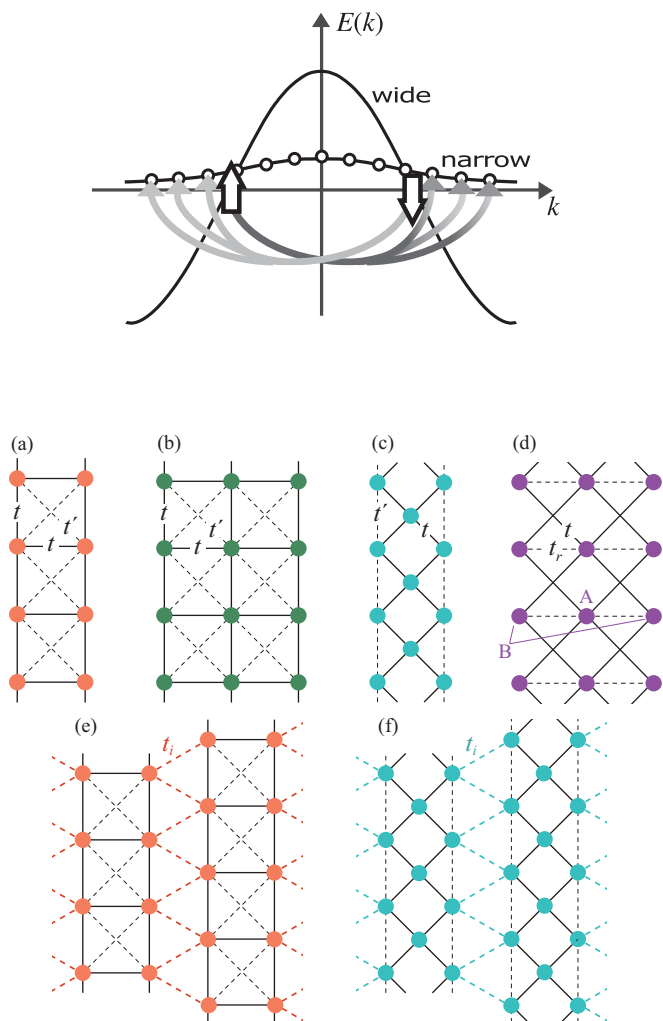 E(k)
wide
narrow
k
(a)
(b)
(c)
(d)
t
t'
t
t
t'
t
t'
t
t
t_r
A
B
(e)
t_i
(f)
t_i